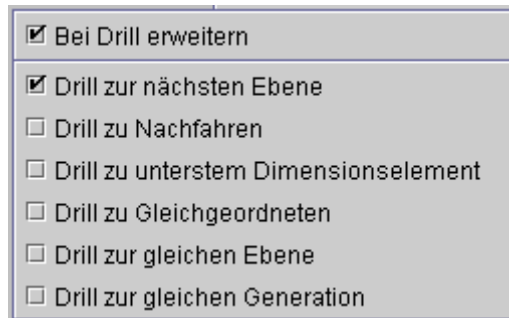 Bei Drill erweitern
Drill zur nächsten Ebene
Drill zu Nachfahren
Drill zu unterstem Dimensionselement
Drill zu Gleichgeordneten
Drill zur gleichen Ebene
Drill zur gleichen Generation